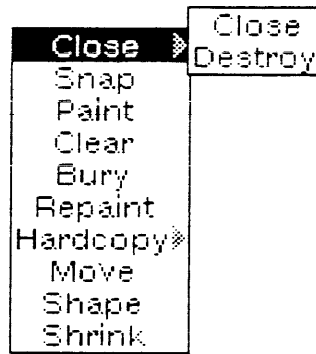 Close
Snap
Paint
Clear
Bury
Repaint
Hardcopy
Move
Shape
Shrink
Close
Destroy